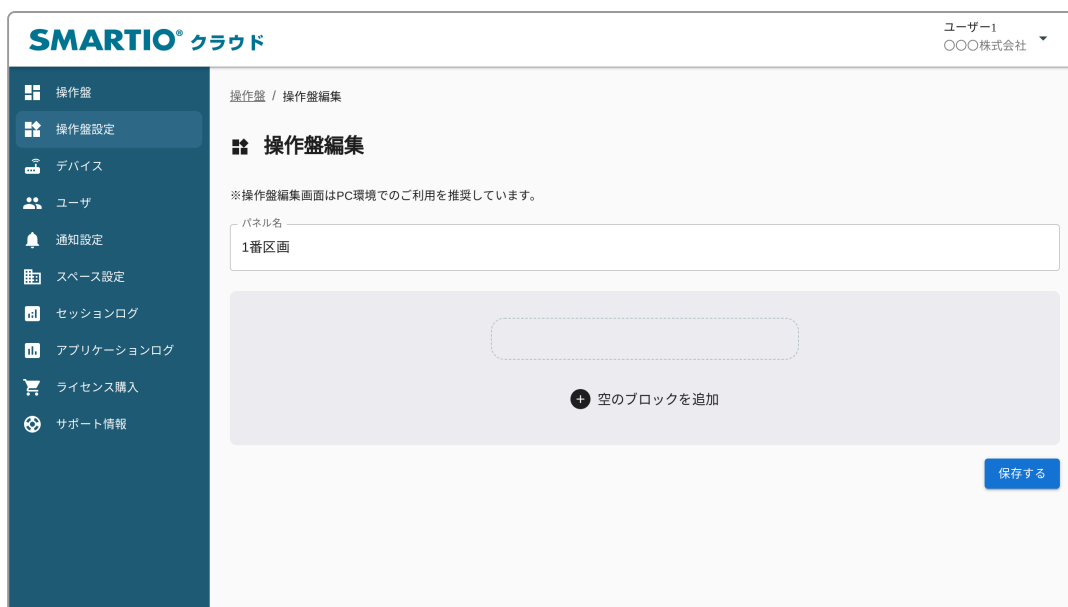 SMARTIO® クラウド
ユーザー1
〇〇〇株式会社
操作盤
操作盤設定
デバイス
ユーザ
通知設定
スペース設定
セッションログ
アプリケーションログ
ライセンス購入
サポート情報
操作盤 / 操作盤編集
操作盤編集
※操作盤編集画面はPC環境でのご利用を推奨しています。
パネル名
1番区画
空のブロックを追加
保存する